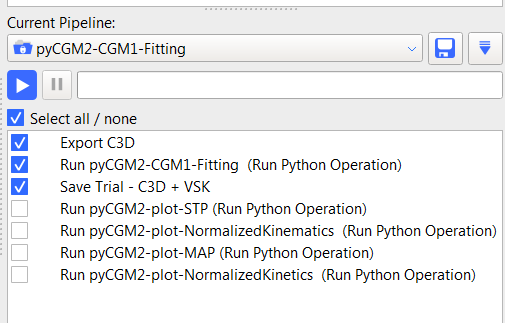 Current Pipeline:
pyCGM2-CGM1-Fitting
Select all / none
Export C3D
Run pyCGM2-CGM1-Fitting (Run Python Operation)
Save Trial - C3D + VSK
Run pyCGM2-plot-STP (Run Python Operation)
Run pyCGM2-plot-NormalizedKinematics (Run Python Operation)
Run pyCGM2-plot-MAP (Run Python Operation)
Run pyCGM2-plot-NormalizedKinetics (Run Python Operation)